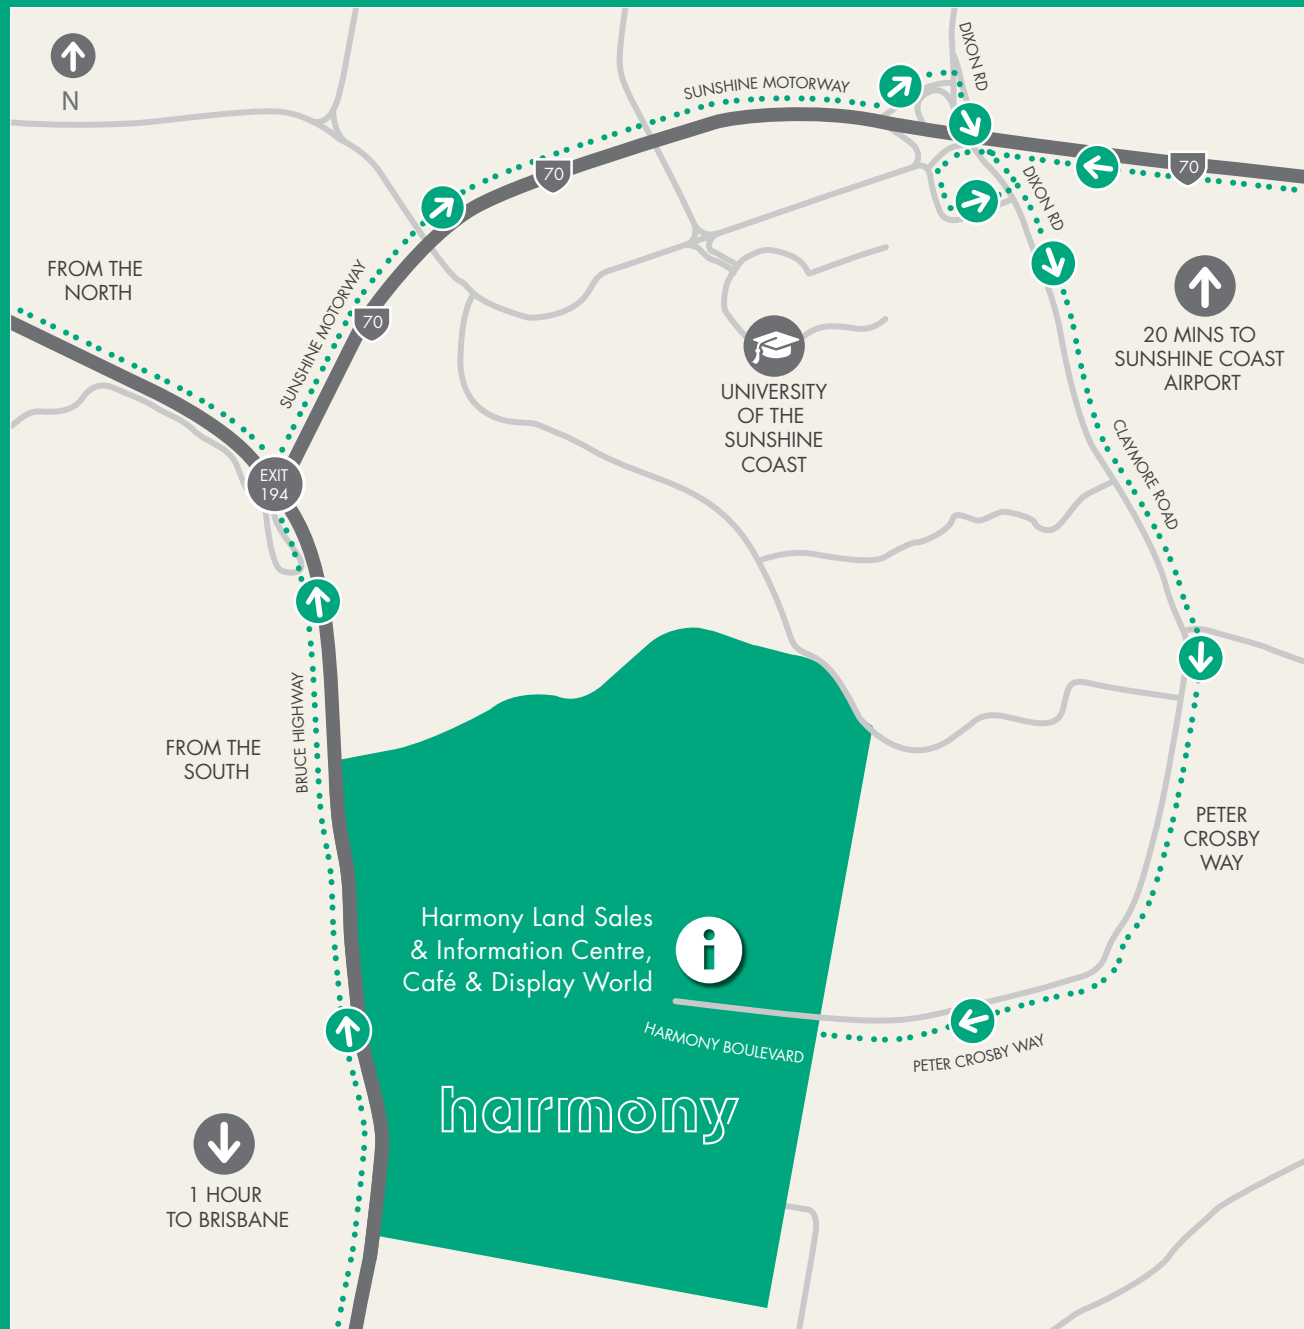 N
DIXON RD
SUNSHINE MOTORWAY
70
70
DIXON RD
FROM THE
NORTH
SUNSHINE MOTORWAY
70
20 MINS TO
SUNSHINE COAST
AIRPORT
UNIVERSITY
OF THE
SUNSHINE
COAST
CLAYMORE ROAD
EXIT
194
BRUCE HIGHWAY
FROM THE
SOUTH
PETER
CROSBY
WAY
Harmony Land Sales
& Information Centre,
Café & Display World
i
HARMONY BOULEVARD
PETER CROSBY WAY
harmony
1 HOUR
TO BRISBANE